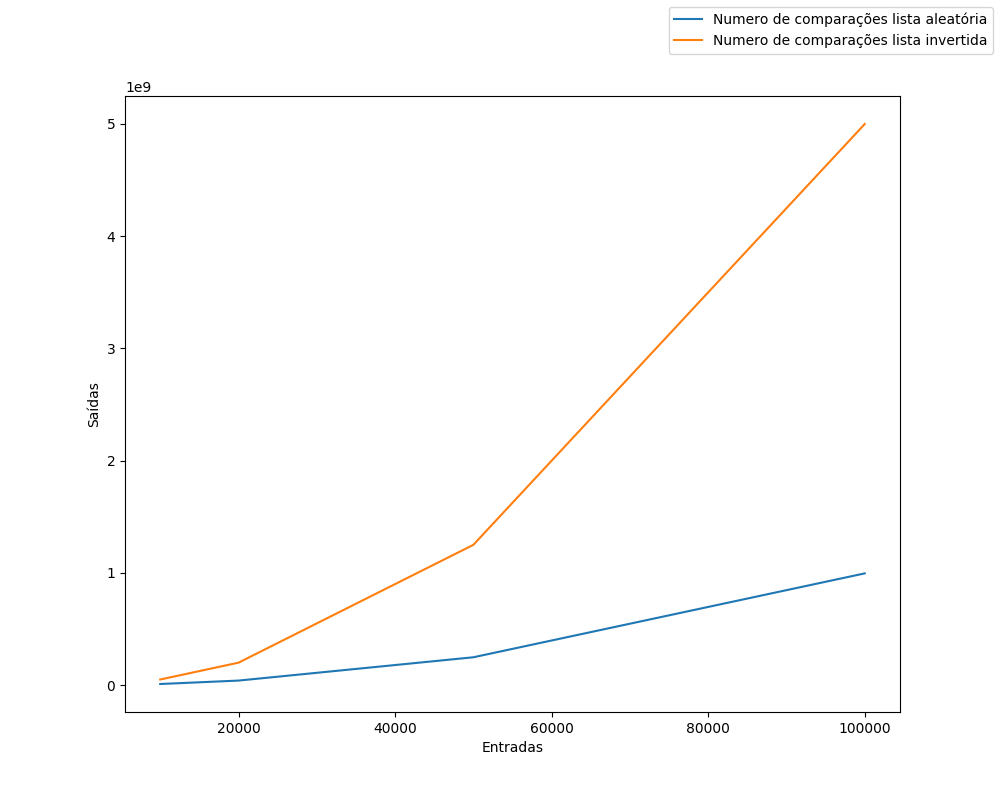 Numero de comparações lista aleatória
Numero de comparações lista invertida
1e9
5
4
3
2
1
0
Saídas
20000 40000 60000 80000 100000
Entradas